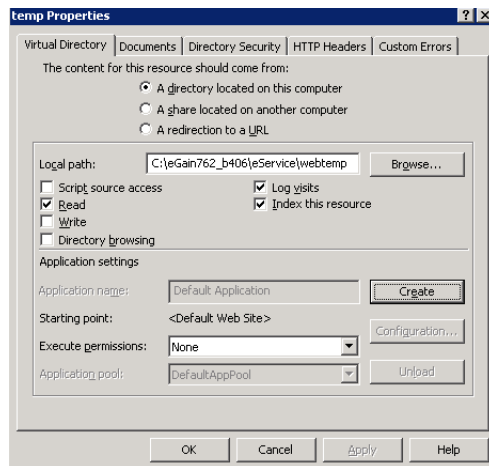 temp Properties
Virtual Directory Documents Directory Security HTTP Headers Custom Errors
The content for this resource should come from:
A directory located on this computer
A share located on another computer
A redirection to a URL
Local path: C:\eGain762_b406\eService\webtemp Browse...
Script source access Log visits
Read Index this resource
Write
Directory browsing
Application settings
Application name: Default Application Create
Starting point: <Default Web Site>
Configuration...
Execute permissions: None
Application pool: DefaultAppPool Unload
OK Cancel Apply Help